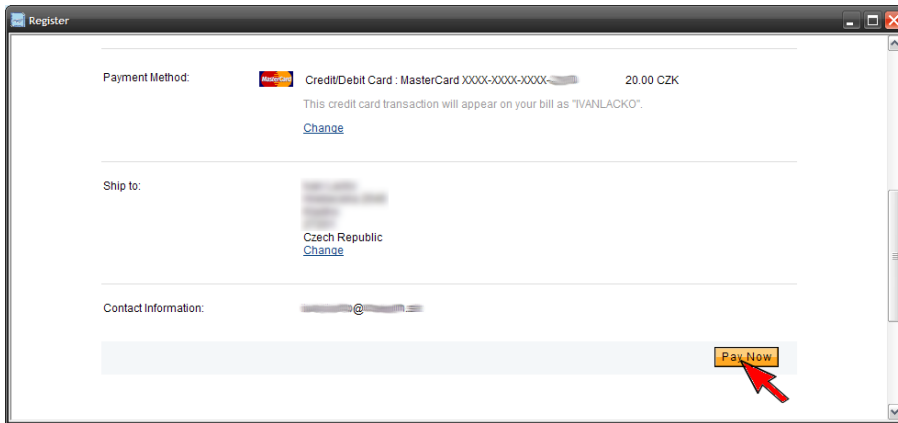 Register
Payment Method:
MasterCard
Credit/Debit Card : MasterCard XXXX-XXXX-XXXX-
20.00 CZK
This credit card transaction will appear on your bill as "IVANLACKO".
Change
Ship to:
Czech Republic
Change
Contact Information:
@
Pay Now